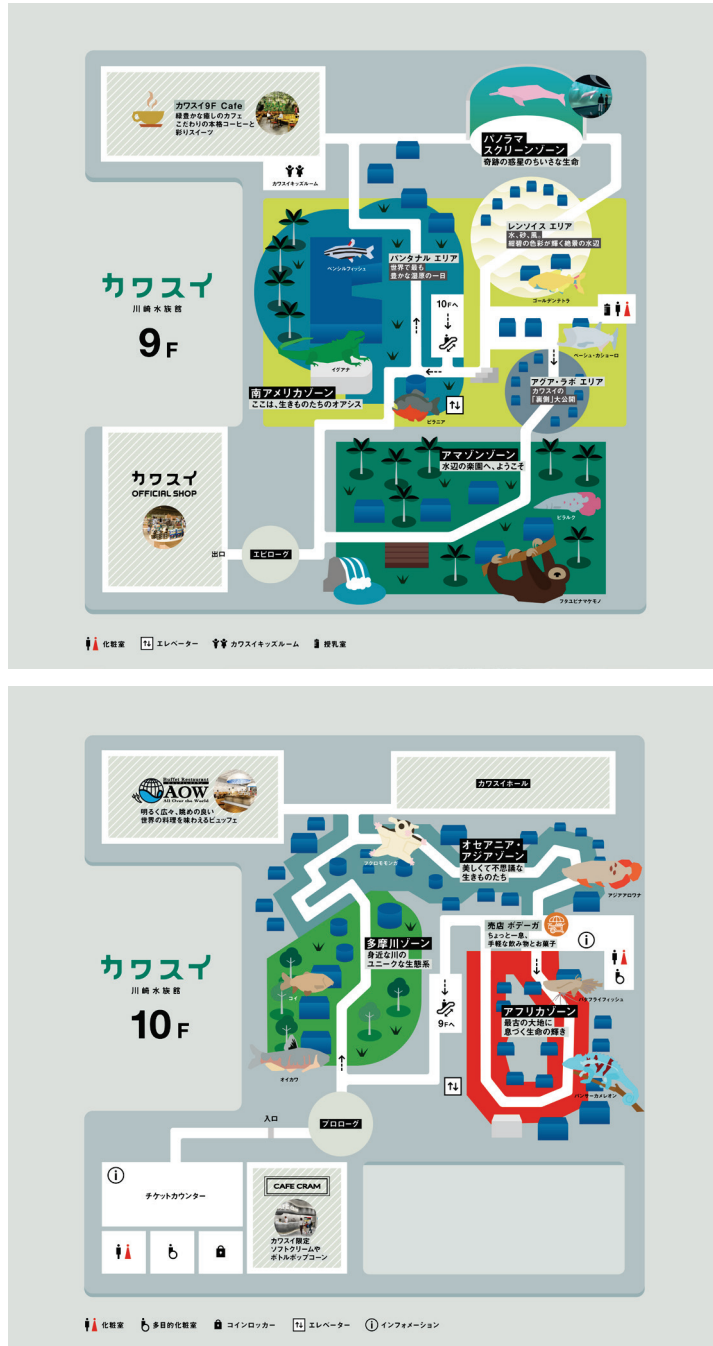 カワスイ9F Cafe
緑豊かな癒しのカフェ
こだわりの本格コーヒーと
彩りスイーツ
カワスイキッズルーム
パノラマ
スクリーンゾーン
奇跡の惑星のちいさな生命
レンソイス エリア
水、砂、風。
紺碧の色彩が輝く絶景の水辺
ゴールデンテトラ
パンタナル エリア
世界で最も
豊かな湿原の一日
ペンシルフィッシュ
10Fへ
カワスイ
川崎水族館
9F
イグアナ
南アメリカゾーン
ここは、生きものたちのオアシス
ピラニア
ペーシュ・カショーロ
アグア・ラボ エリア
カワスイの
「裏側」大公開
アマゾンゾーン
水辺の楽園へ、ようこそ
ピラルク
フタユビナマケモノ
カワスイ
OFFICIAL SHOP
出口
エピローグ
化粧室
エレベーター
カワスイキッズルーム
授乳室
Buffet Restaurant
AOW
All Over the World
明るく広々、眺めの良い
世界の料理を味わえるビュッフェ
カワスイホール
フクロモモンガ
オセアニア・
アジアゾーン
美しくて不思議な
生きものたち
アジアアロワナ
売店 ボデーガ
ちょっと一息、
手軽な飲み物とお菓子
多摩川ゾーン
身近な川の
ユニークな生態系
コイ
オイカワ
9Fへ
バタフライフィッシュ
アフリカゾーン
最古の大地に
息づく生命の輝き
パンサーカメレオン
カワスイ
川崎水族館
10F
入口
プロローグ
チケットカウンター
CAFE CRAM
カワスイ限定
ソフトクリームや
ボトルポップコーン
化粧室
多目的化粧室
コインロッカー
エレベーター
インフォメーション